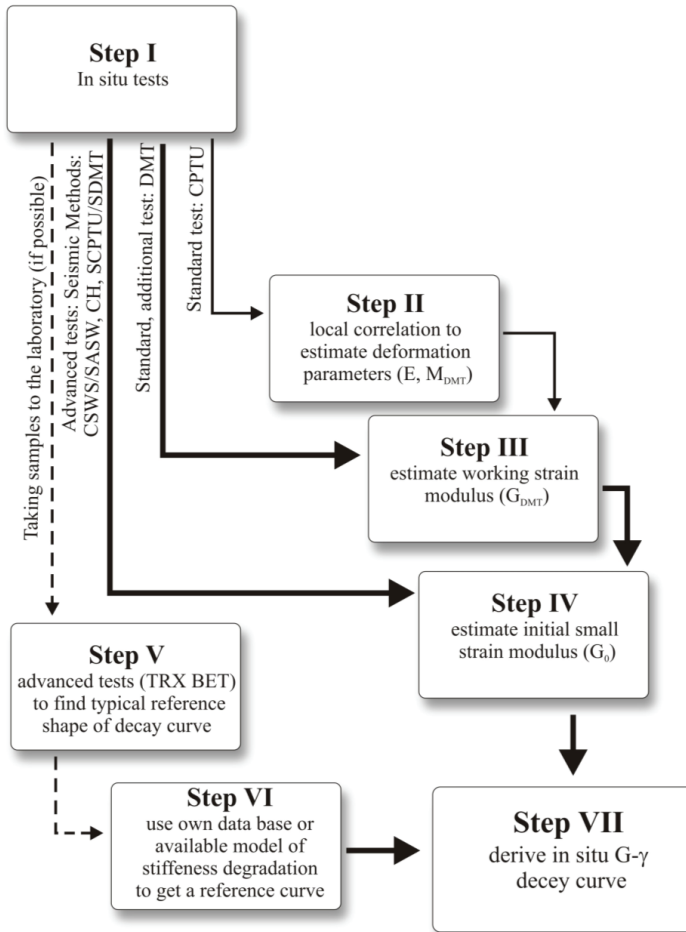 Step I
In situ tests
Taking samples to the laboratory (if possible)
Advanced tests: Seismic Methods:
CSWS/SASW, CH, SCPTU/SDMT
Standard, additional test: DMT
Standard test: CPTU
Step II
local correlation to
estimate deformation
parameters (E, M_DMT)
Step III
estimate working strain
modulus (G_DMT)
Step IV
estimate initial small
strain modulus (G₀)
Step V
advanced tests (TRX BET)
to find typical reference
shape of decay curve
Step VI
use own data base or
available model of
stiffeness degradation
to get a reference curve
Step VII
derive in situ G-γ
decey curve